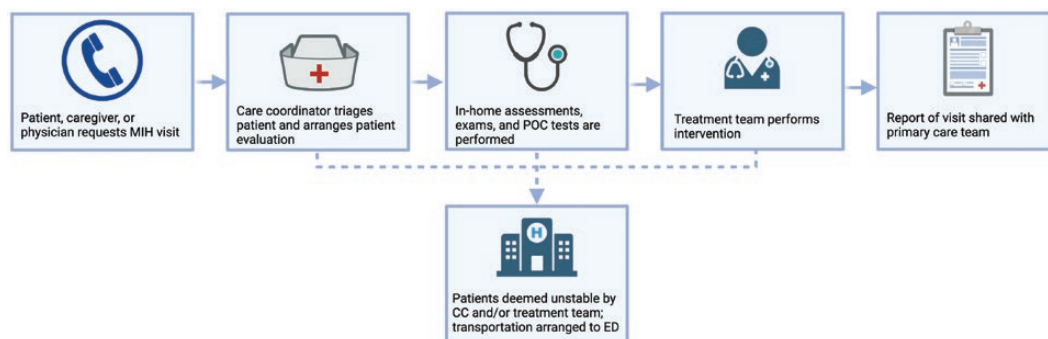 Patient, caregiver, or
physician requests MIH visit
Care coordinator triages
patient and arranges patient
evaluation
In-home assessments,
exams, and POC tests are
performed
Treatment team performs
intervention
Report of visit shared with
primary care team
H
Patients deemed unstable by
CC and/or treatment team;
transportation arranged to ED